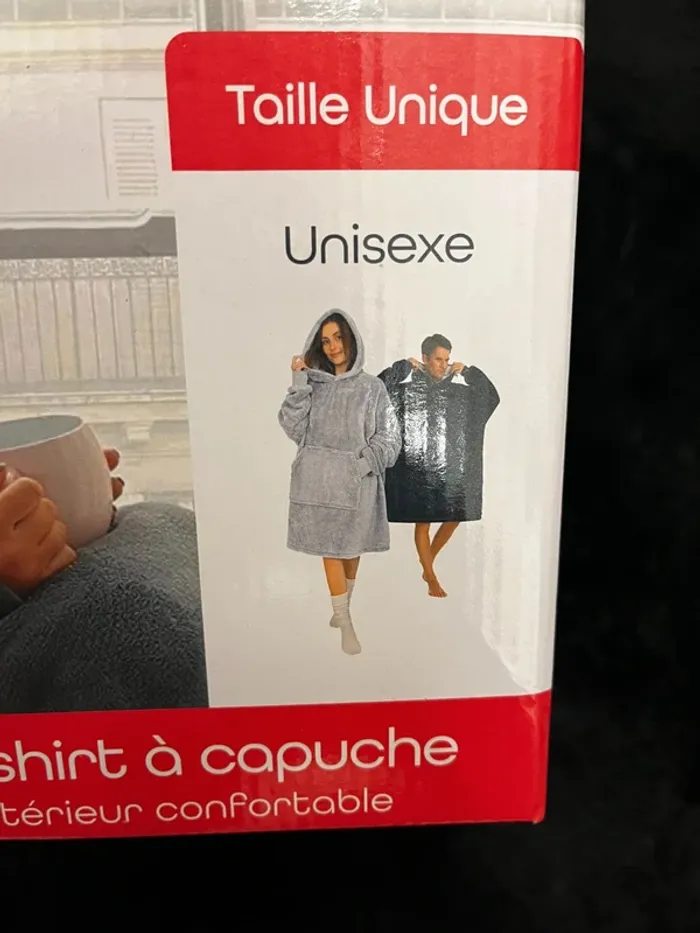 Taille Unique
Unisexe
shirt à capuche
térieur confortable